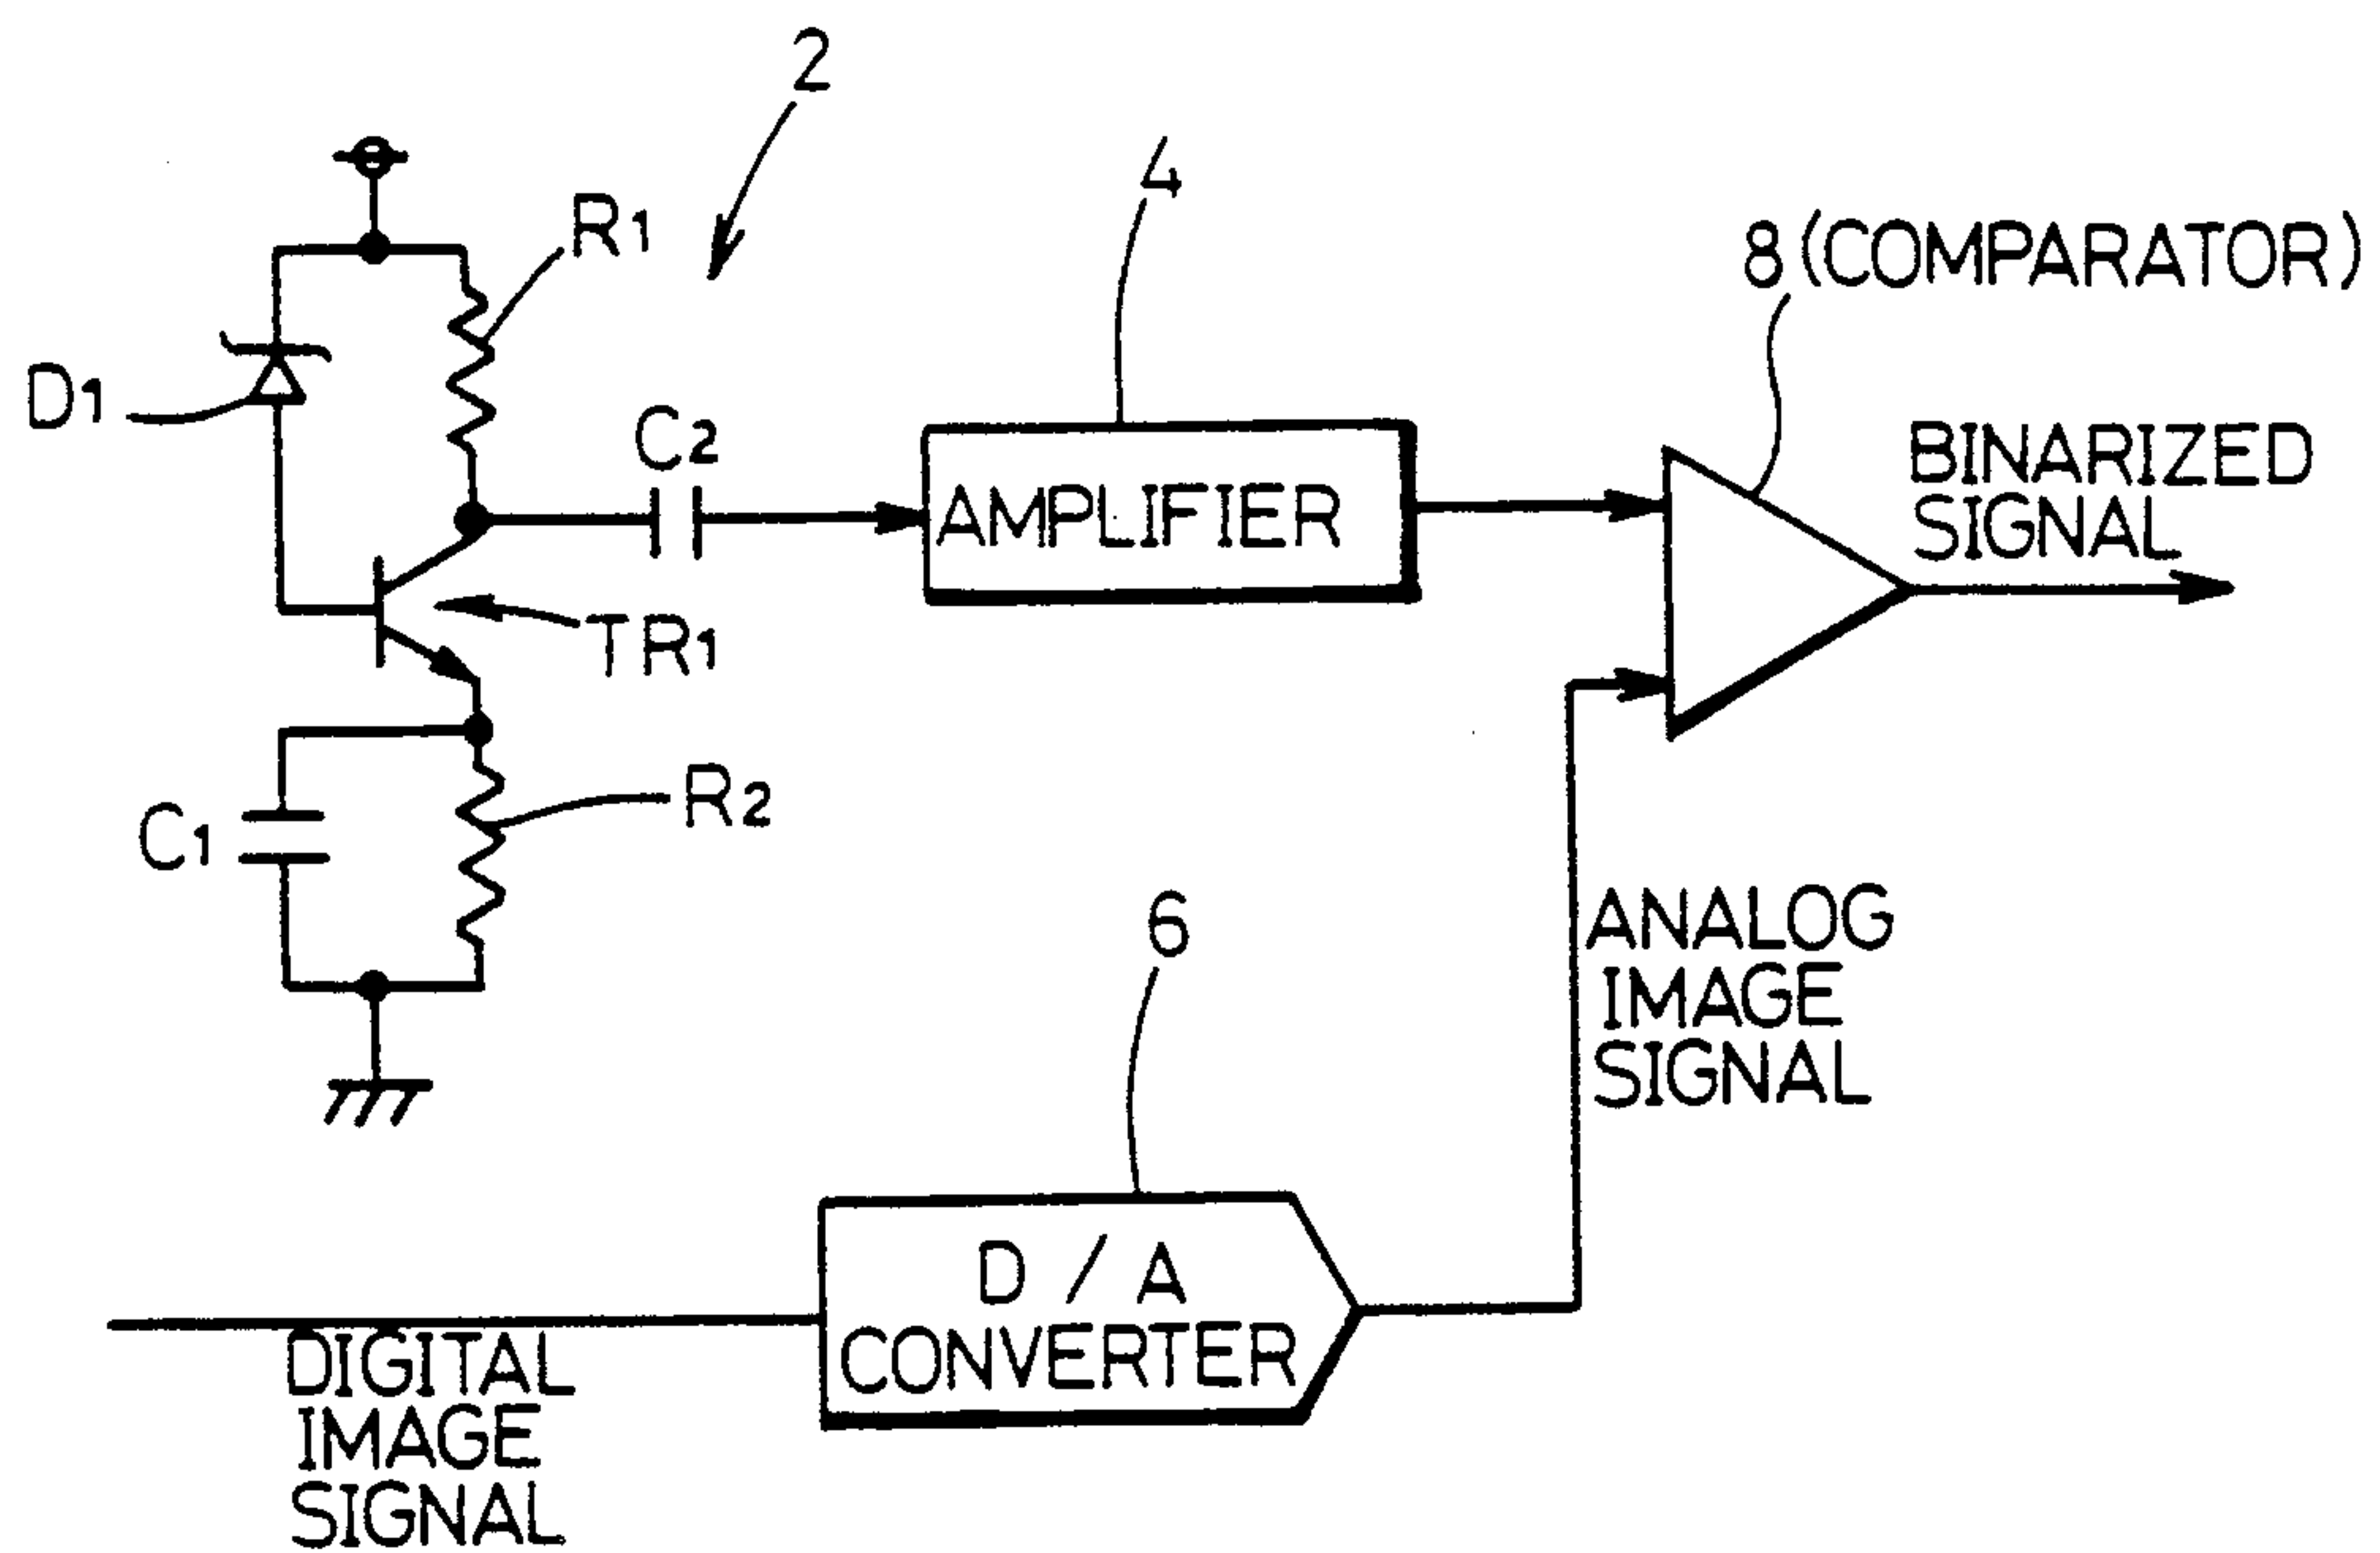 2
4
R1
8 (COMPARATOR)
D1
C2
BINARIZED
SIGNAL
AMPLIFIER
TR1
R2
C1
6
ANALOG
IMAGE
SIGNAL
D / A
CONVERTER
DIGITAL
IMAGE
SIGNAL